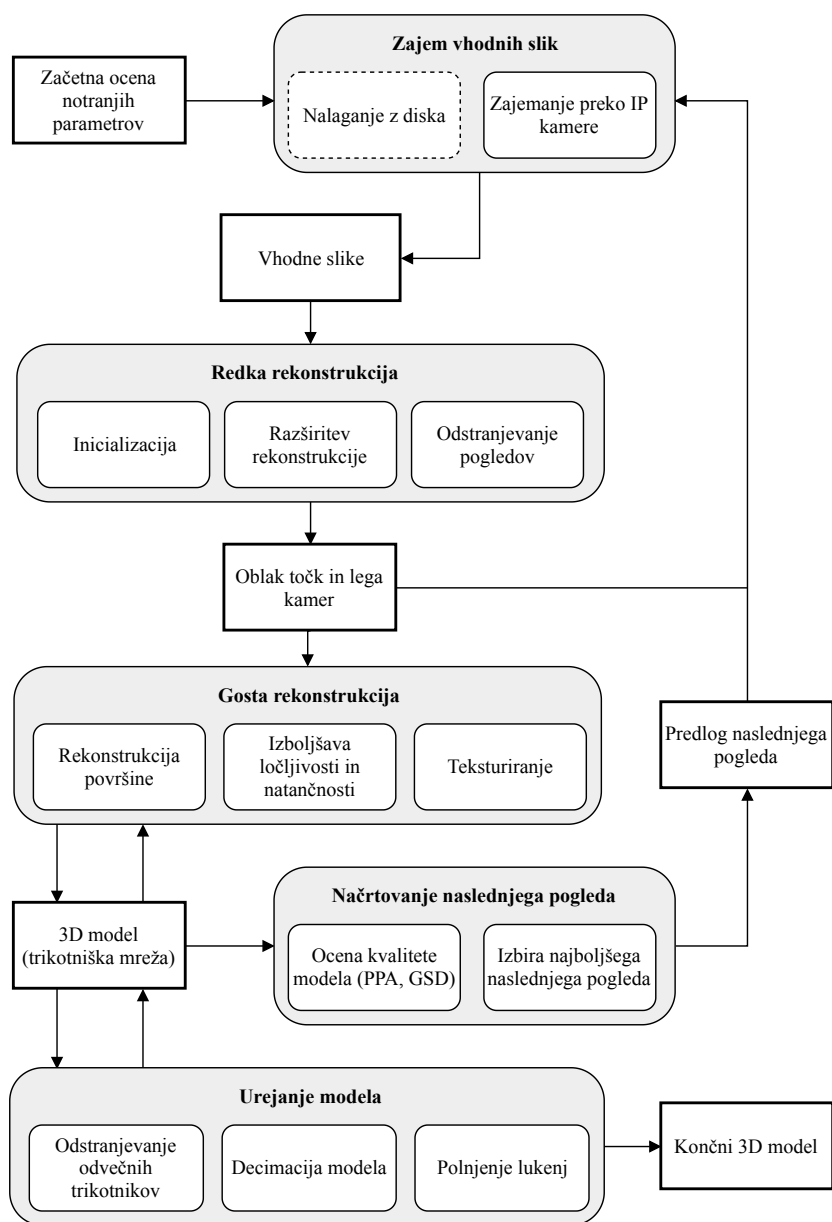 Zajem vhodnih slik
Začetna ocena
notranjih
parametrov
Nalaganje z diska
Zajemanje preko IP
kamere
Vhodne slike
Redka rekonstrukcija
Inicializacija
Razširitev
rekonstrukcije
Odstranjevanje
pogledov
Oblak točk in lega
kamer
Gosta rekonstrukcija
Rekonstrukcija
površine
Izboljšava
ločljivosti in
natančnosti
Teksturiranje
Predlog naslednjega
pogleda
Načrtovanje naslednjega pogleda
3D model
(trikotniška mreža)
Ocena kvalitete
modela (PPA, GSD)
Izbira najboljšega
naslednjega pogleda
Urejanje modela
Odstranjevanje
odvečnih
trikotnikov
Decimacija modela
Polnjenje lukenj
Končni 3D model